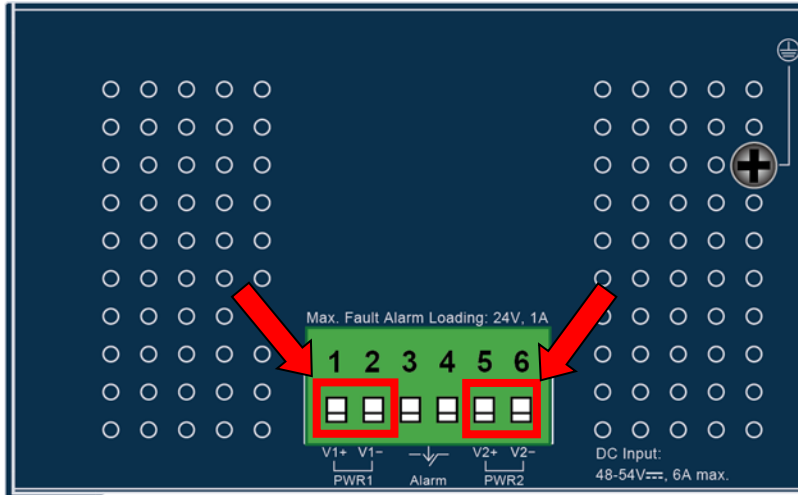 Max. Fault Alarm Loading: 24V, 1A
1 2 3 4 5 6
V1+ V1− V2+ V2−
PWR1 Alarm PWR2
DC Input:
48-54V⎓, 6A max.